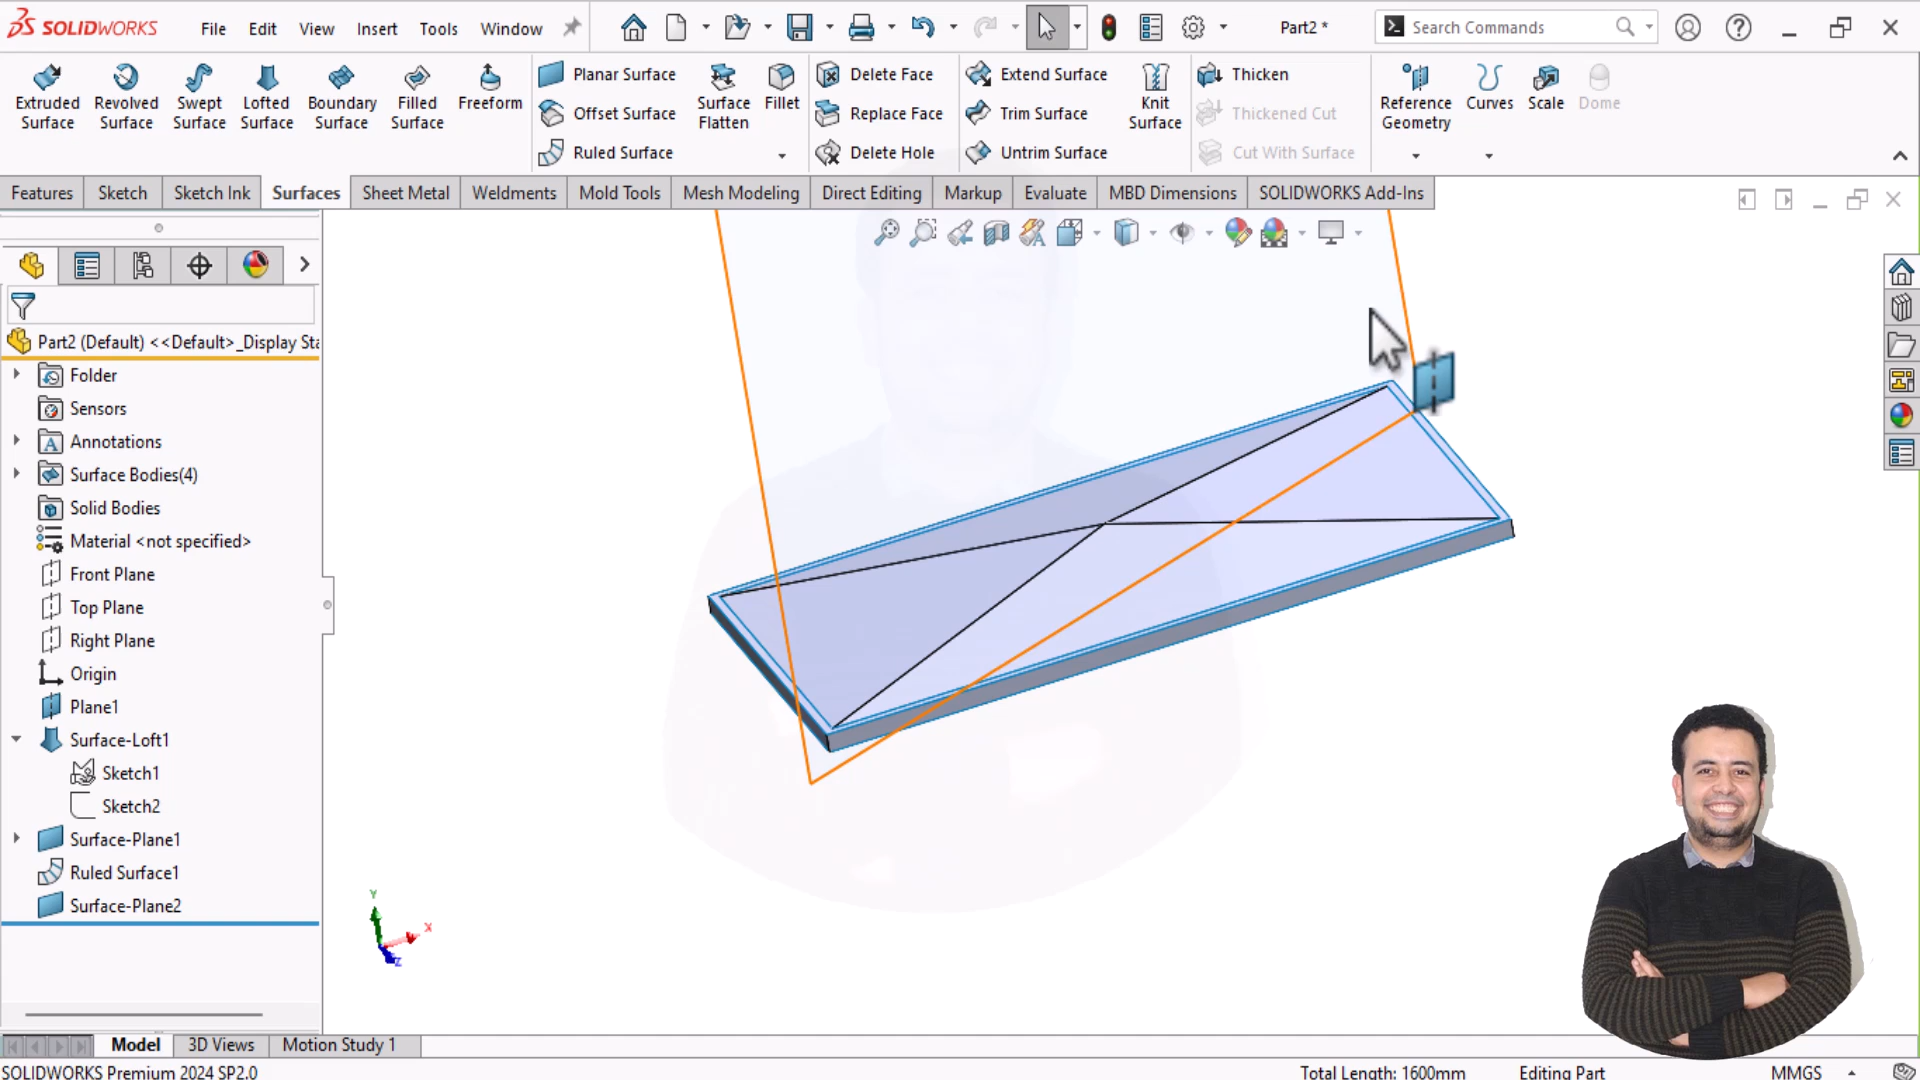 SOLIDWORKS File Edit View Insert Tools Window Part2 * Search Commands
Extruded Surface
Revolved Surface
Swept Surface
Lofted Surface
Boundary Surface
Filled Surface
Freeform
Planar Surface
Offset Surface
Ruled Surface
Surface Flatten
Fillet
Delete Face
Replace Face
Delete Hole
Extend Surface
Trim Surface
Untrim Surface
Knit Surface
Thicken
Thickened Cut
Cut With Surface
Reference Geometry
Curves
Scale
Dome
Features Sketch Sketch Ink Surfaces Sheet Metal Weldments Mold Tools Mesh Modeling Direct Editing Markup Evaluate MBD Dimensions SOLIDWORKS Add-Ins
Part2 (Default) <<Default>_Display Sta
Folder
Sensors
Annotations
Surface Bodies(4)
Solid Bodies
Material <not specified>
Front Plane
Top Plane
Right Plane
Origin
Plane1
Surface-Loft1
Sketch1
Sketch2
Surface-Plane1
Ruled Surface1
Surface-Plane2
Y
X
Z
Model 3D Views Motion Study 1
SOLIDWORKS Premium 2024 SP2.0 Total Length: 1600mm Editing Part MMGS